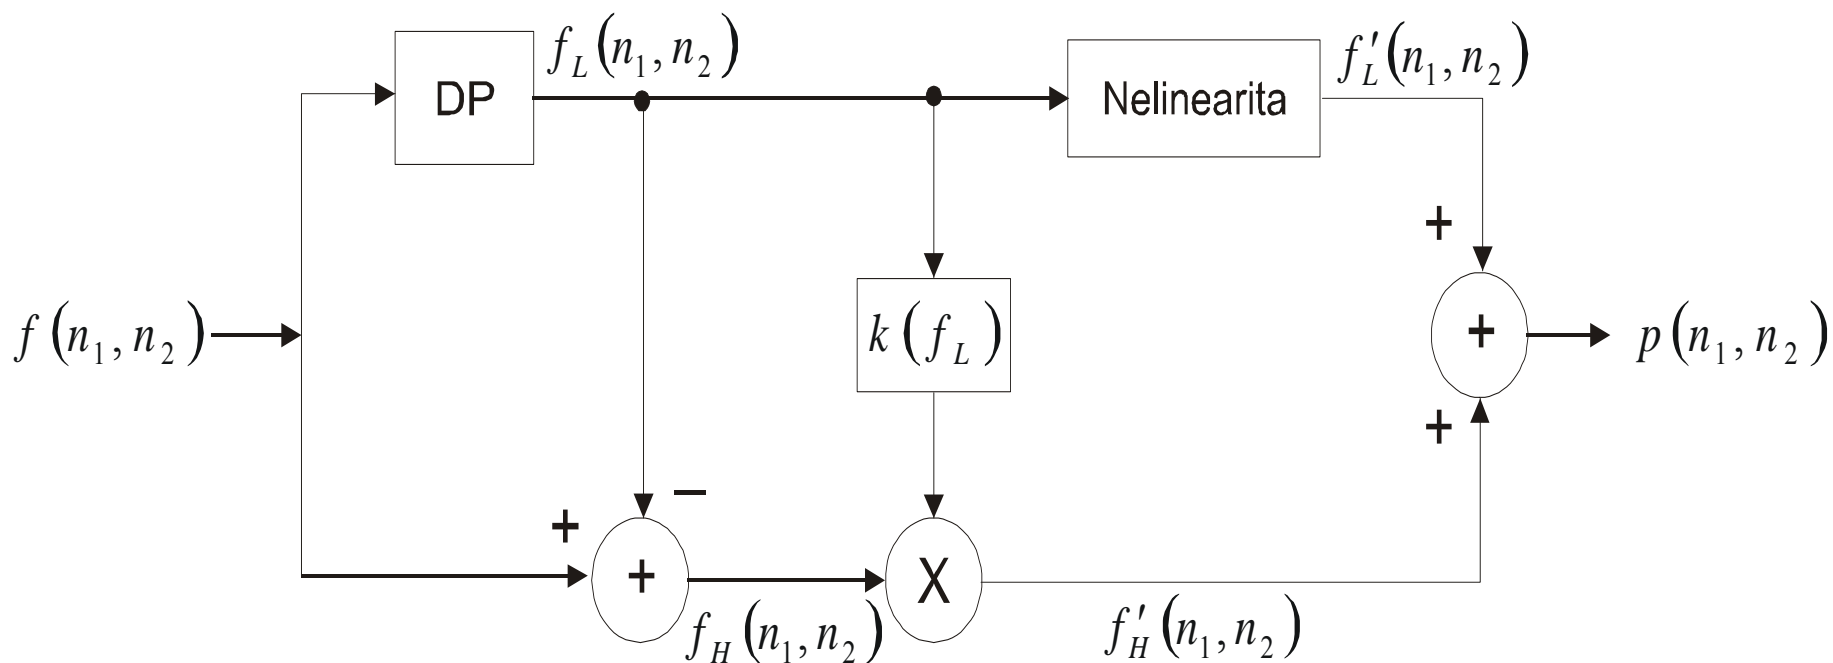 f_L(n_1, n_2)
f′_L(n_1, n_2)
DP
Nelinearita
+
f(n_1, n_2)
k(f_L)
+
p(n_1, n_2)
+
−
+
+
X
f_H(n_1, n_2)
f′_H(n_1, n_2)